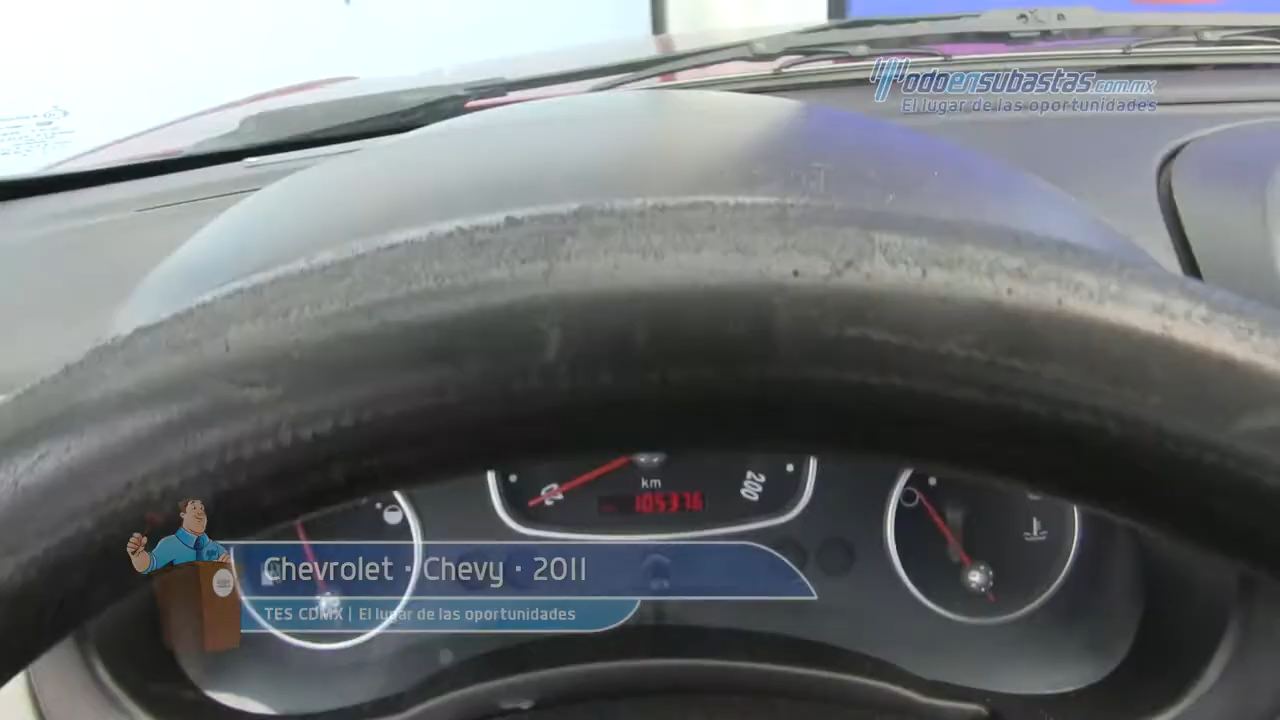 Todoensubastas.com.mx
El lugar de las oportunidades
km
105376
20
200
Chevrolet · Chevy · 2011
TES CDMX | El lugar de las oportunidades